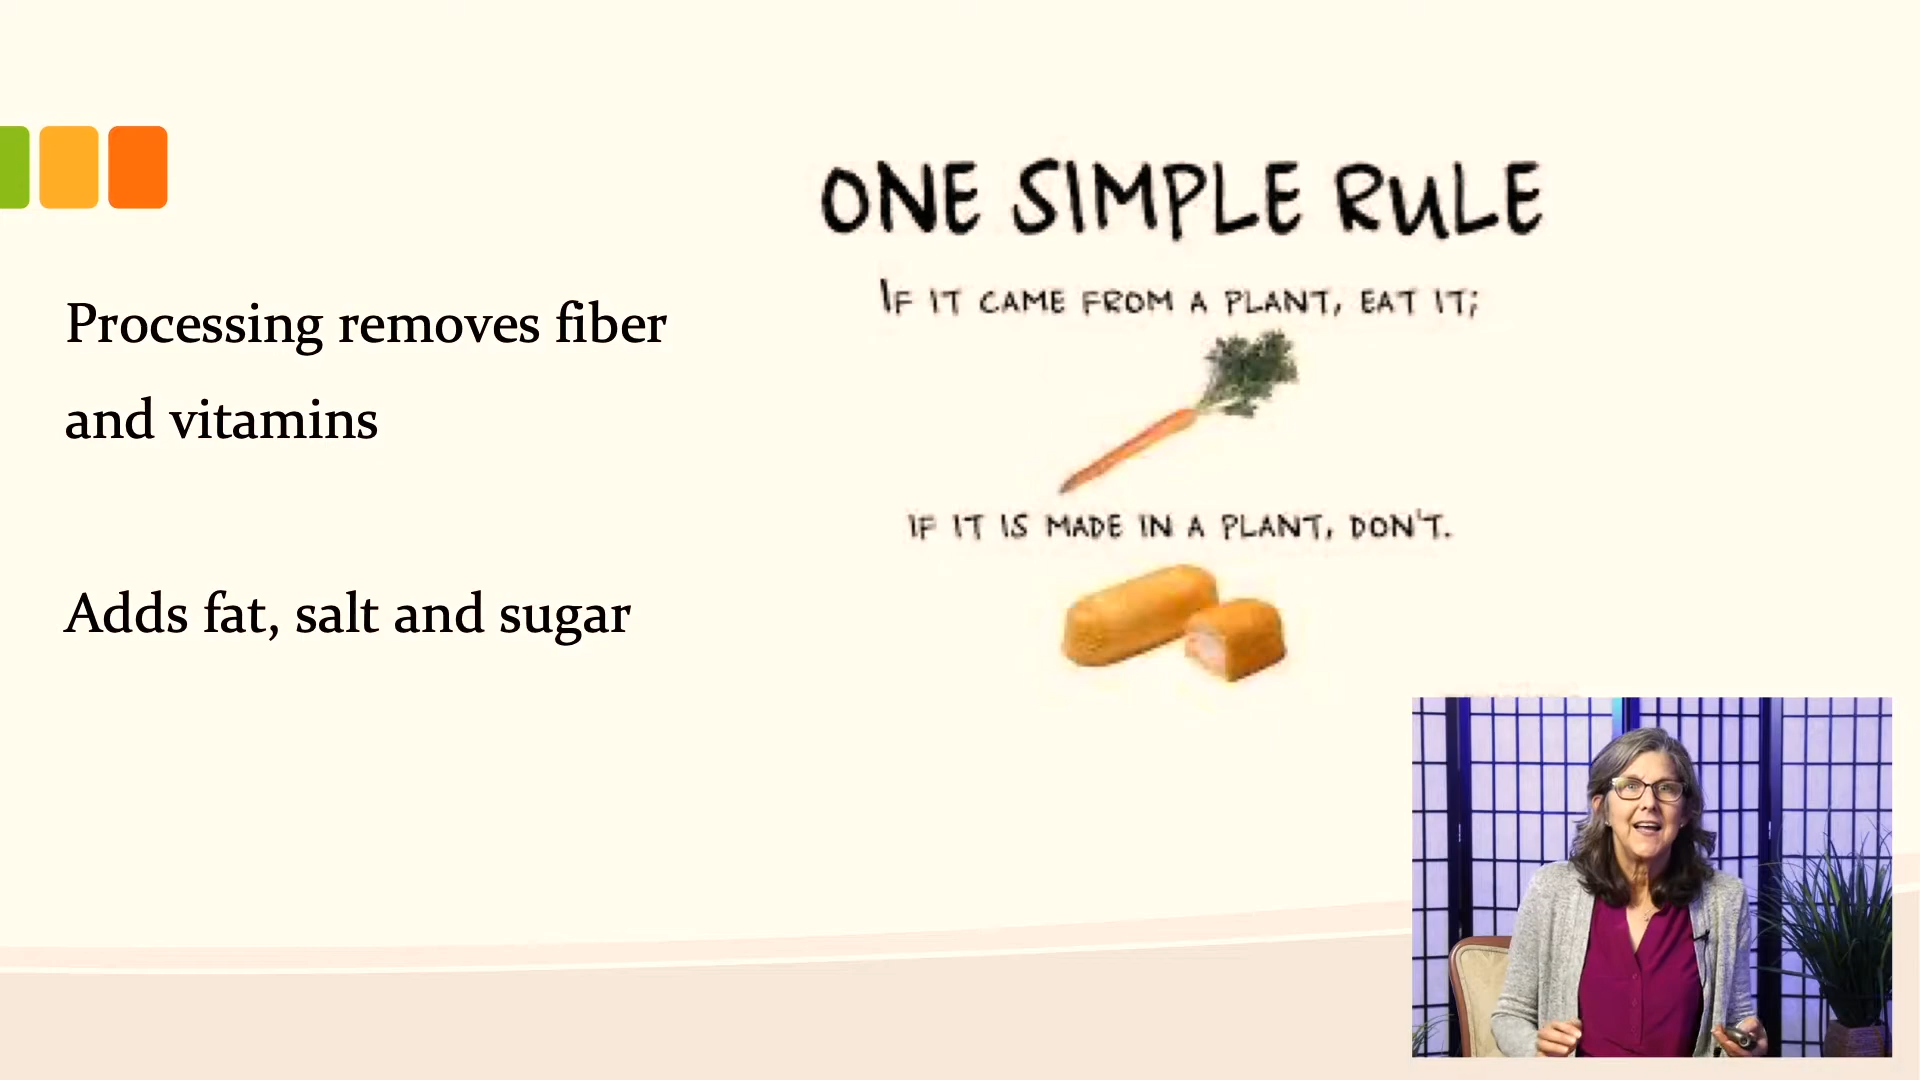 Processing removes fiber
and vitamins
Adds fat, salt and sugar
ONE SIMPLE RULE
IF IT CAME FROM A PLANT, EAT IT;
IF IT IS MADE IN A PLANT, DON'T.